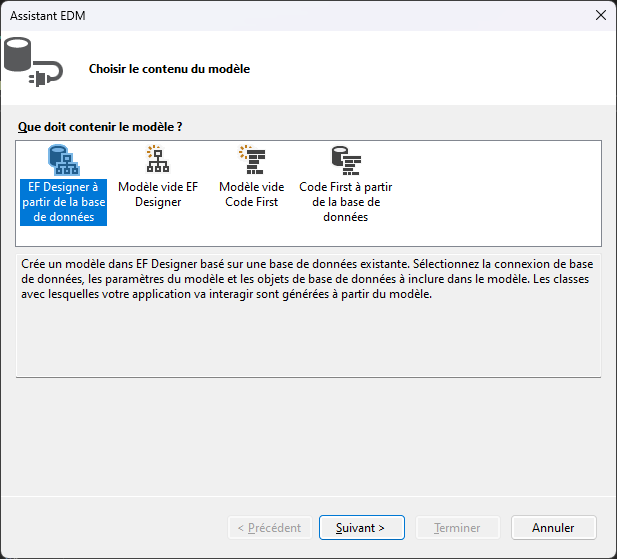 Assistant EDM
Choisir le contenu du modèle
Que doit contenir le modèle ?
EF Designer à
partir de la base
de données
Modèle vide EF
Designer
Modèle vide
Code First
Code First à partir
de la base de
données
Crée un modèle dans EF Designer basé sur une base de données existante. Sélectionnez la connexion de base
de données, les paramètres du modèle et les objets de base de données à inclure dans le modèle. Les classes
avec lesquelles votre application va interagir sont générées à partir du modèle.
< Précédent
Suivant >
Terminer
Annuler